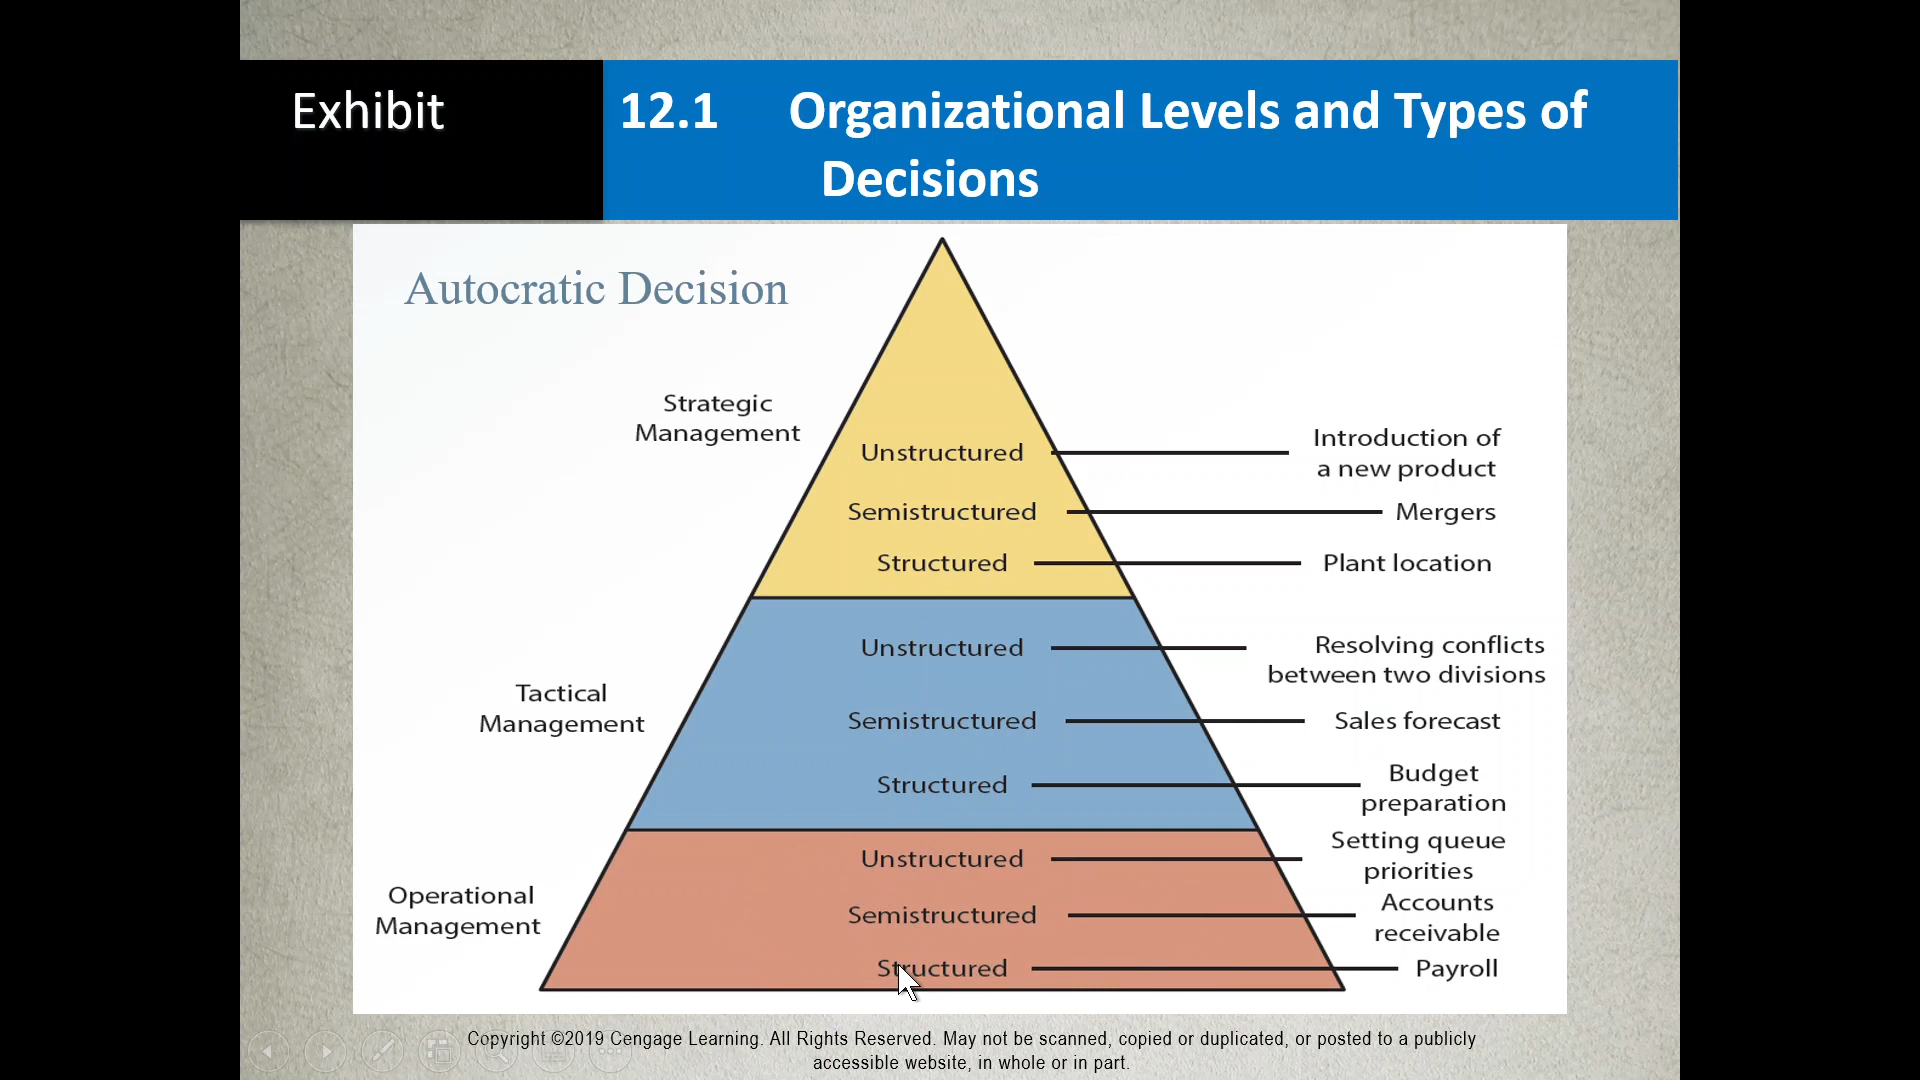 Exhibit
12.1 Organizational Levels and Types of
Decisions
Autocratic Decision
Strategic
Management
Unstructured
Introduction of
a new product
Semistructured
Mergers
Structured
Plant location
Tactical
Management
Unstructured
Resolving conflicts
between two divisions
Semistructured
Sales forecast
Structured
Budget
preparation
Operational
Management
Unstructured
Setting queue
priorities
Semistructured
Accounts
receivable
Structured
Payroll
Copyright ©2019 Cengage Learning. All Rights Reserved. May not be scanned, copied or duplicated, or posted to a publicly
accessible website, in whole or in part.